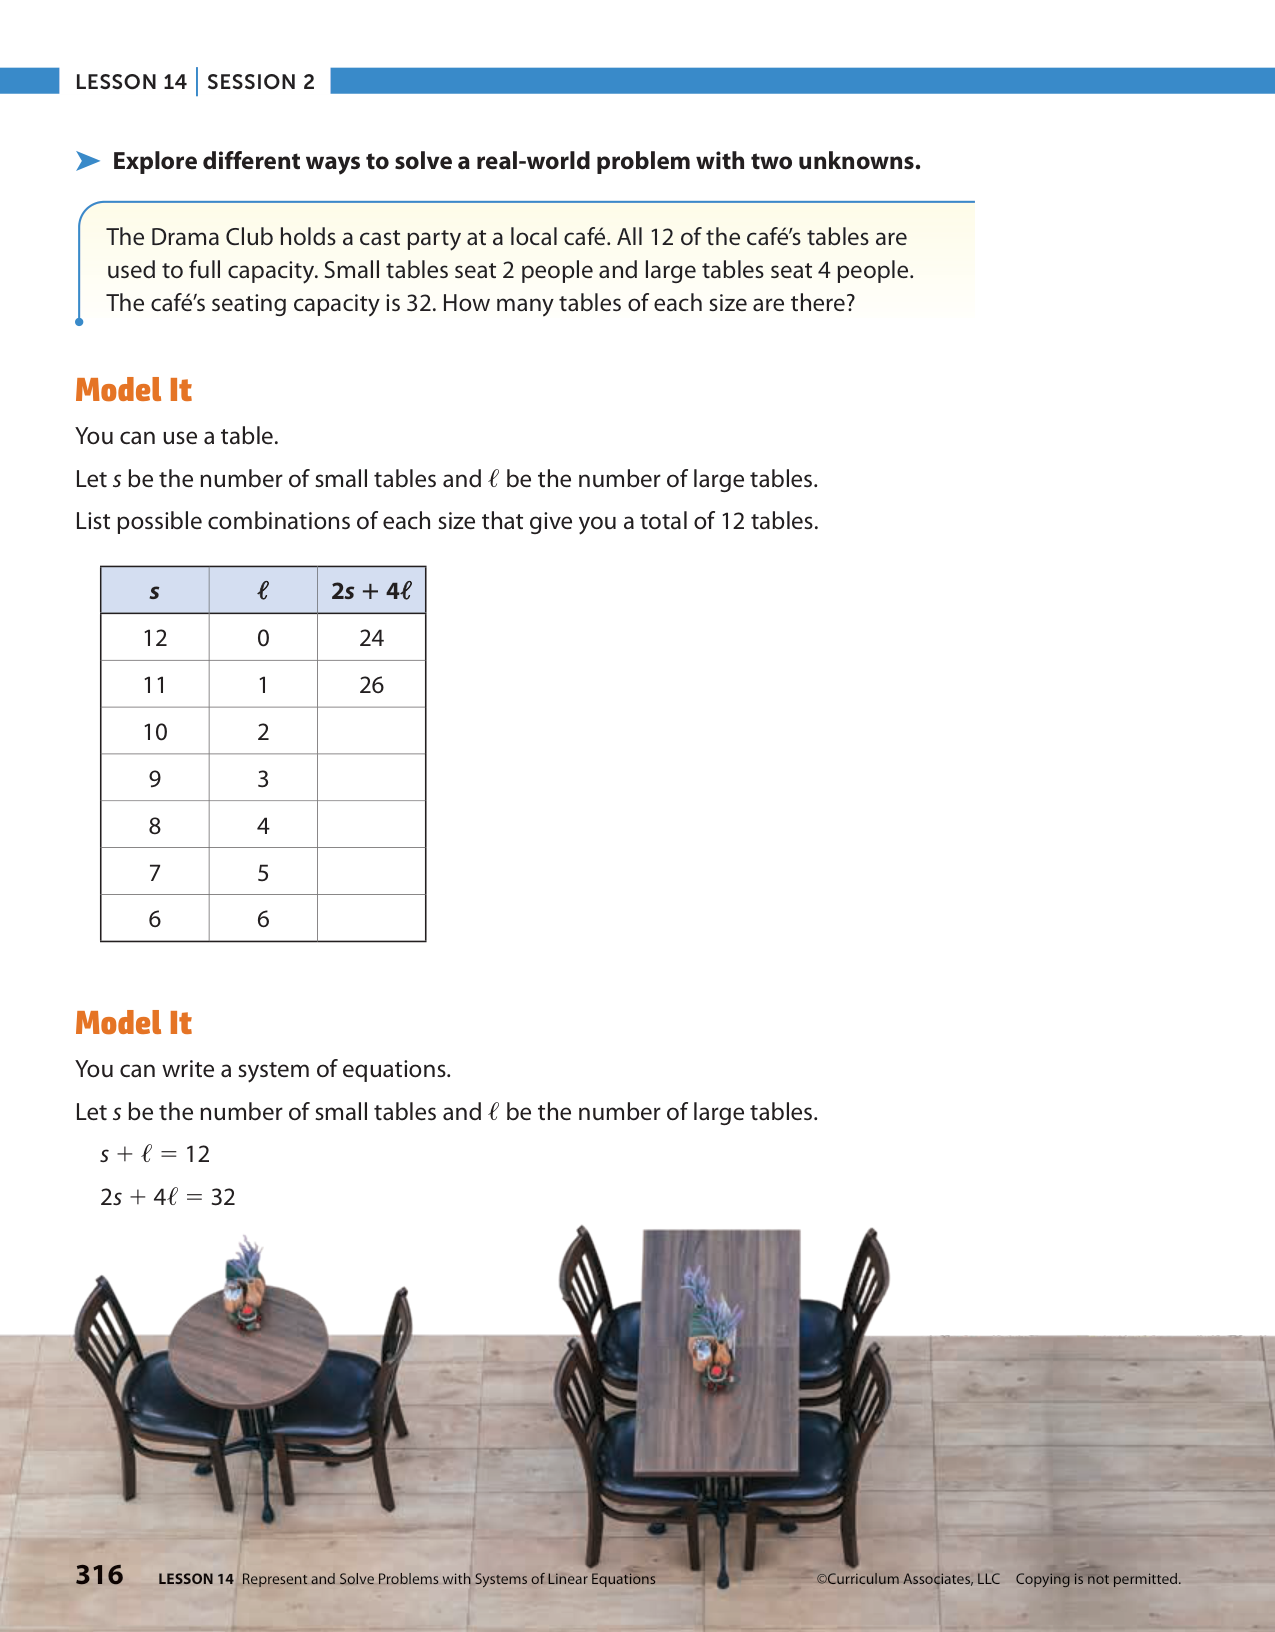 LESSON 14 | SESSION 2
➤ Explore different ways to solve a real-world problem with two unknowns.
The Drama Club holds a cast party at a local café. All 12 of the café’s tables are
used to full capacity. Small tables seat 2 people and large tables seat 4 people.
The café’s seating capacity is 32. How many tables of each size are there?
Model It
You can use a table.
Let s be the number of small tables and ℓ be the number of large tables.
List possible combinations of each size that give you a total of 12 tables.
s ℓ 2s + 4ℓ
12 0 24
11 1 26
10 2
9 3
8 4
7 5
6 6
Model It
You can write a system of equations.
Let s be the number of small tables and ℓ be the number of large tables.
s + ℓ = 12
2s + 4ℓ = 32
316 LESSON 14 Represent and Solve Problems with Systems of Linear Equations ©Curriculum Associates, LLC Copying is not permitted.